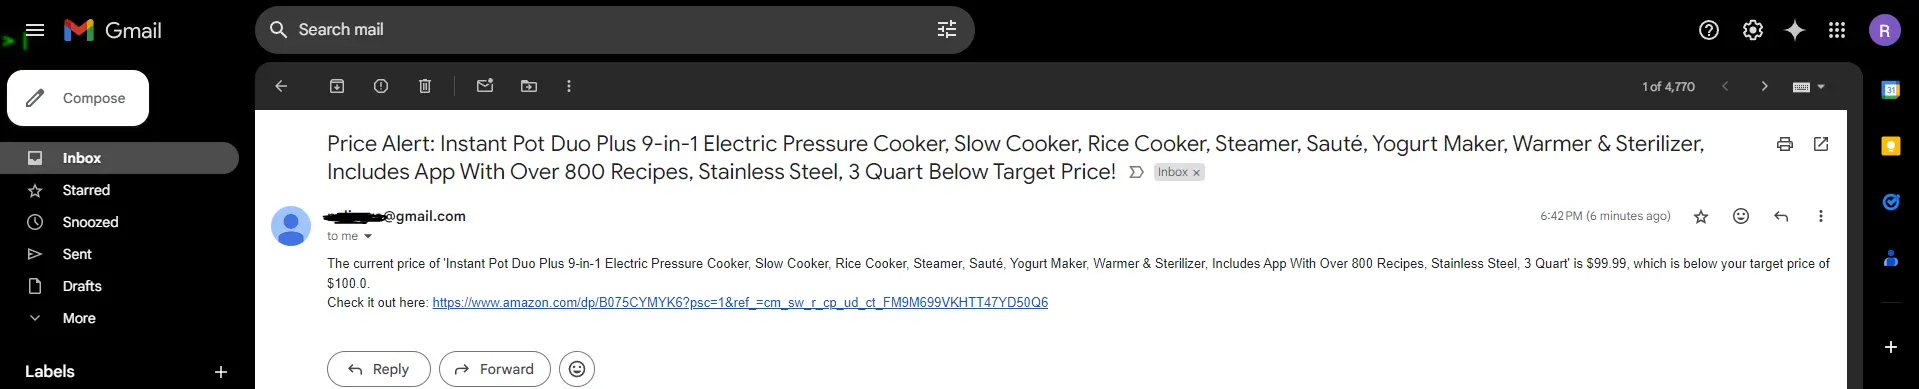 > |
Gmail
Search mail
R
Compose
1 of 4,770
31
Inbox
Starred
Snoozed
Sent
Drafts
More
Labels
Price Alert: Instant Pot Duo Plus 9-in-1 Electric Pressure Cooker, Slow Cooker, Rice Cooker, Steamer, Sauté, Yogurt Maker, Warmer & Sterilizer,
Includes App With Over 800 Recipes, Stainless Steel, 3 Quart Below Target Price! Inbox ×
@gmail.com
6:42 PM (6 minutes ago)
to me
The current price of 'Instant Pot Duo Plus 9-in-1 Electric Pressure Cooker, Slow Cooker, Rice Cooker, Steamer, Sauté, Yogurt Maker, Warmer & Sterilizer, Includes App With Over 800 Recipes, Stainless Steel, 3 Quart' is $99.99, which is below your target price of
$100.0.
Check it out here: https://www.amazon.com/dp/B075CYMYK6?psc=1&ref_=cm_sw_r_cp_ud_ct_FM9M699VKHTT47YD50Q6
Reply
Forward